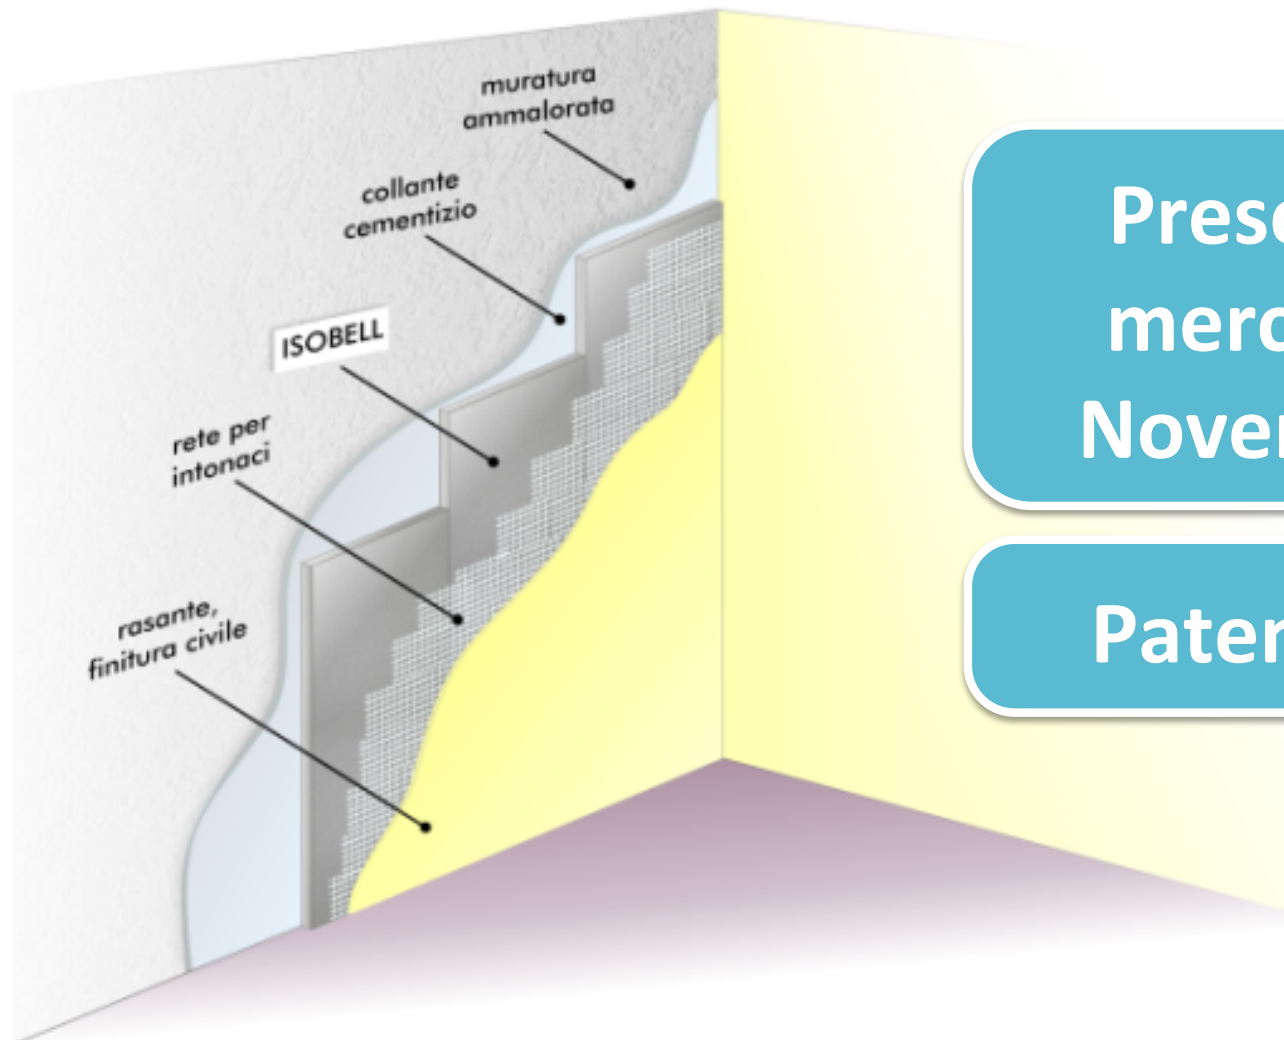 muratura
ammalorata
collante
cementizio
ISOBELL
rete per
intonaci
rasante,
finitura civile